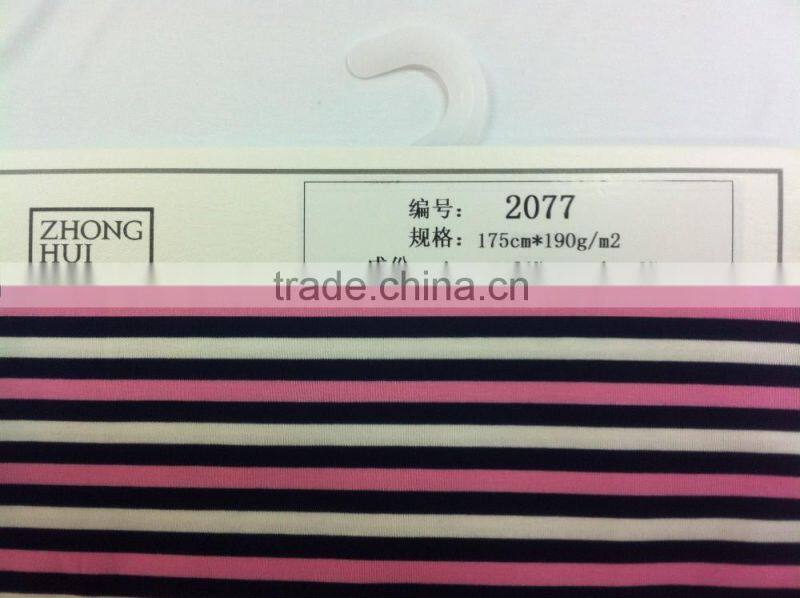 ZHONG
HUI
编号： 2077
规格：175cm*190g/m2
trade.china.cn